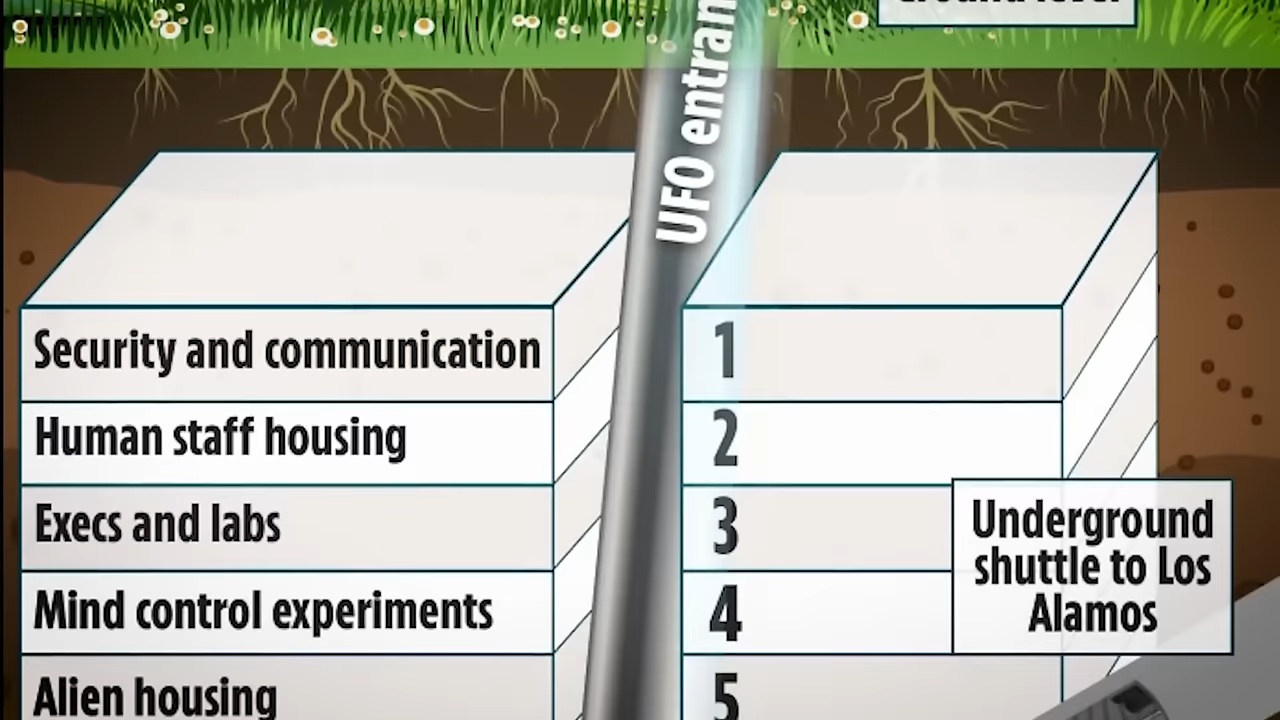 UFO
Security and communication
1
Human staff housing
2
Execs and labs
3
Underground
shuttle to Los
Alamos
Mind control experiments
4
Alien housing
5